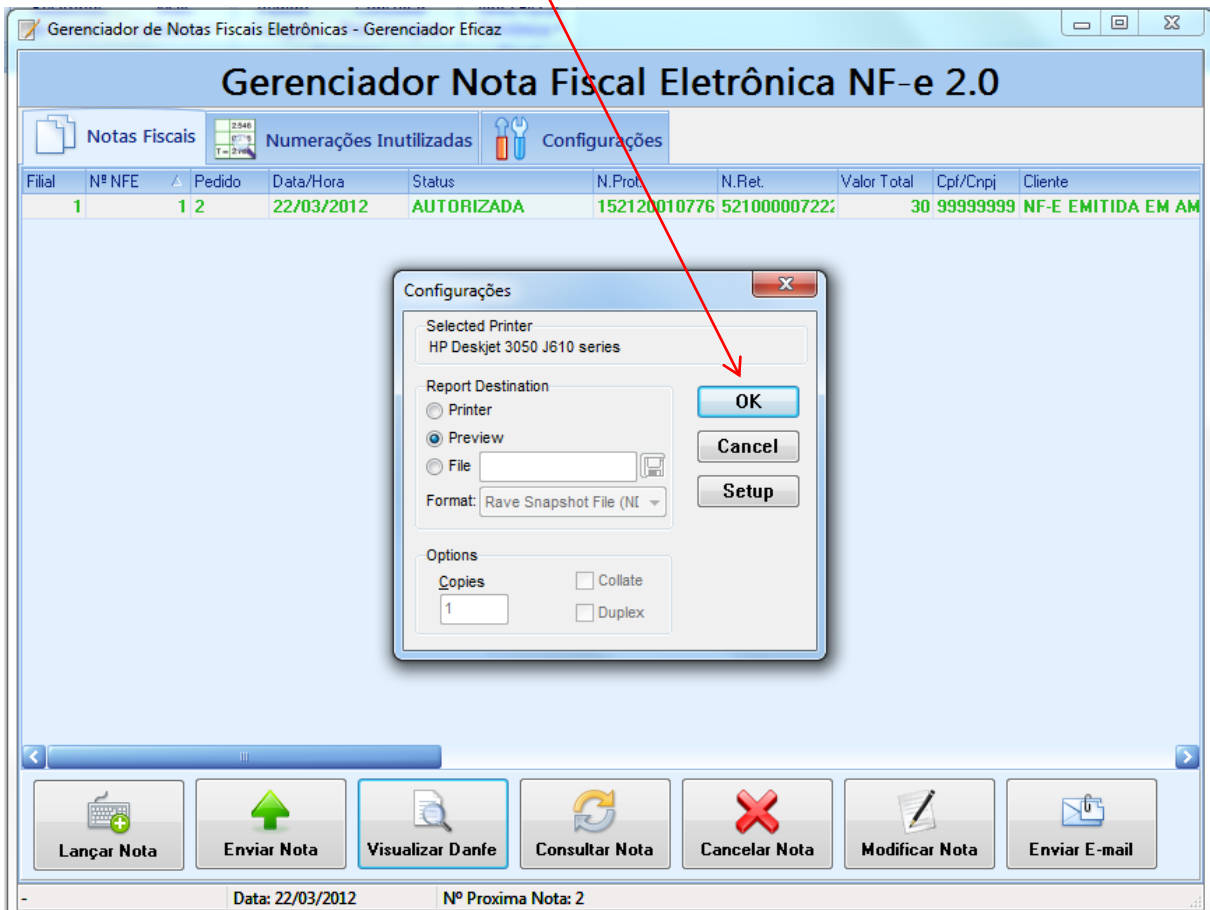 Gerenciador de Notas Fiscais Eletrônicas - Gerenciador Eficaz
Gerenciador Nota Fiscal Eletrônica NF-e 2.0
Notas Fiscais Numerações Inutilizadas Configurações
Filial Nº NFE Pedido Data/Hora Status N.Prot. N.Ret. Valor Total Cpf/Cnpj Cliente
1 1 2 22/03/2012 AUTORIZADA 152120010776 521000007222 30 99999999 NF-E EMITIDA EM AM
Configurações
Selected Printer
HP Deskjet 3050 J610 series
Report Destination
Printer
Preview
File
Format: Rave Snapshot File (NI
OK
Cancel
Setup
Options
Copies Collate
1 Duplex
Lançar Nota Enviar Nota Visualizar Danfe Consultar Nota Cancelar Nota Modificar Nota Enviar E-mail
- Data: 22/03/2012 Nº Proxima Nota: 2